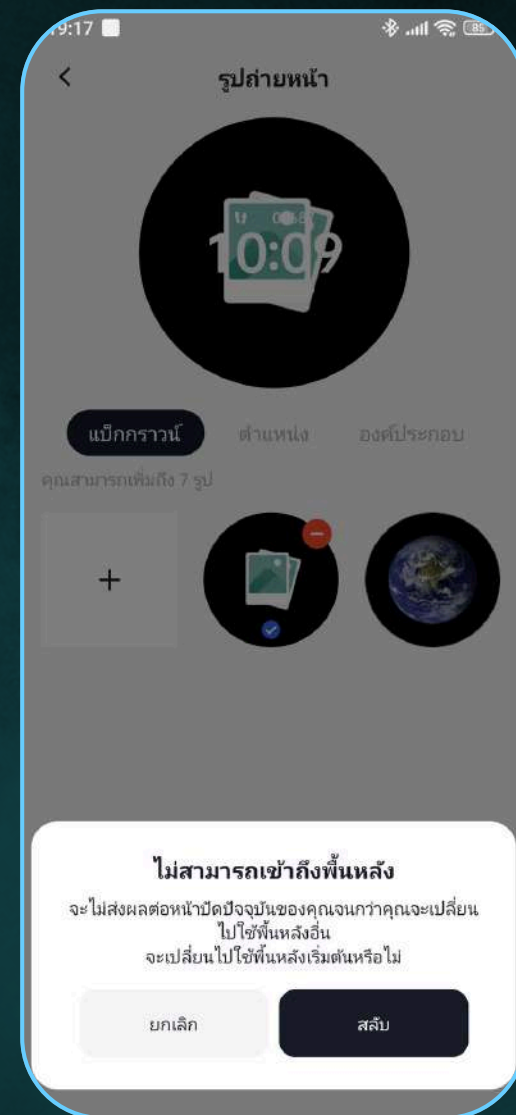 9:17
85
รูปถ่ายหน้า
10:09
แบ็กกราวน์ ตำแหน่ง องค์ประกอบ
คุณสามารถเพิ่มถึง 7 รูป
ไม่สามารถเข้าถึงพื้นหลัง
จะไม่ส่งผลต่อหน้าปัดปัจจุบันของคุณจนกว่าคุณจะเปลี่ยน
ไปใช้พื้นหลังอื่น
จะเปลี่ยนไปใช้พื้นหลังเริ่มต้นหรือไม่
ยกเลิก สลับ